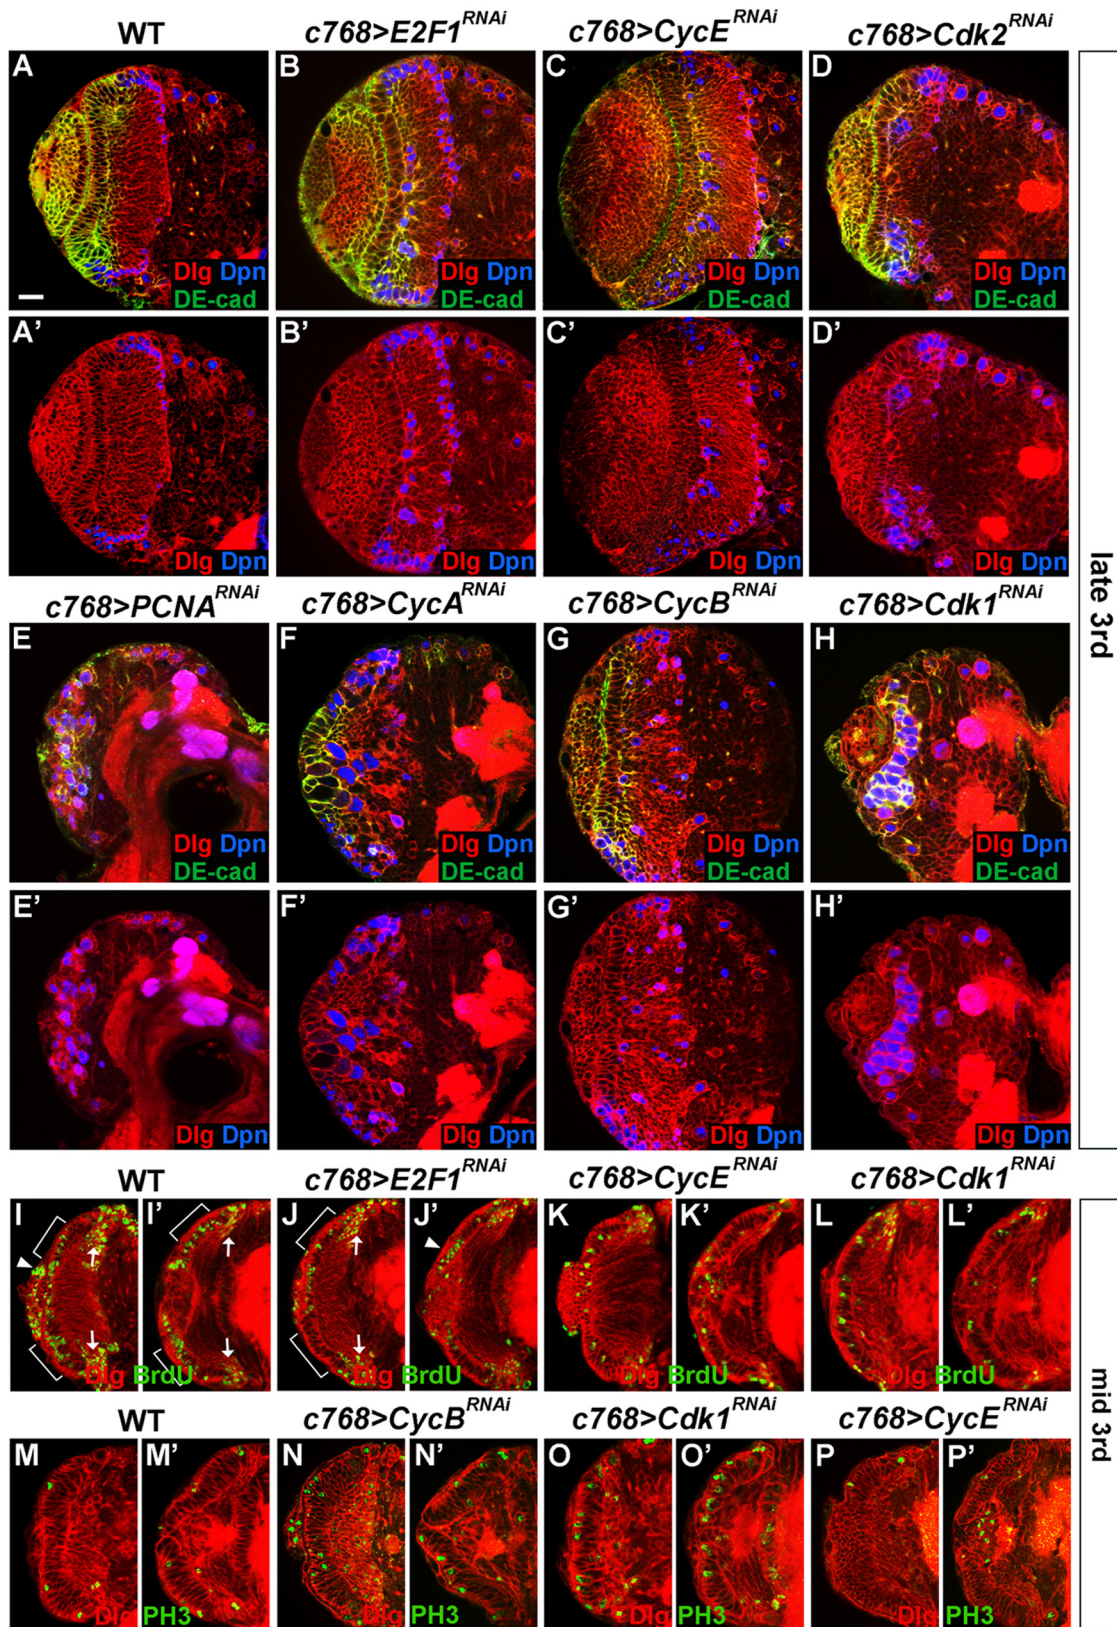 WT c768>E2F1RNAi c768>CycERNAi c768>Cdk2RNAi
A B C D
Dlg Dpn DE-cad Dlg Dpn DE-cad Dlg Dpn DE-cad Dlg Dpn DE-cad
A' B' C' D'
Dlg Dpn Dlg Dpn Dlg Dpn Dlg Dpn
late 3rd
c768>PCNARNAi c768>CycARNAi c768>CycBRNAi c768>Cdk1RNAi
E F G H
Dlg Dpn DE-cad Dlg Dpn DE-cad Dlg Dpn DE-cad Dlg Dpn DE-cad
E' F' G' H'
Dlg Dpn Dlg Dpn Dlg Dpn Dlg Dpn
WT c768>E2F1RNAi c768>CycERNAi c768>Cdk1RNAi
I I' J J' K K' L L'
Dlg BrdU Dlg BrdU Dlg BrdU Dlg BrdU
mid 3rd
WT c768>CycBRNAi c768>Cdk1RNAi c768>CycERNAi
M M' N N' O O' P P'
Dlg PH3 Dlg PH3 Dlg PH3 Dlg PH3